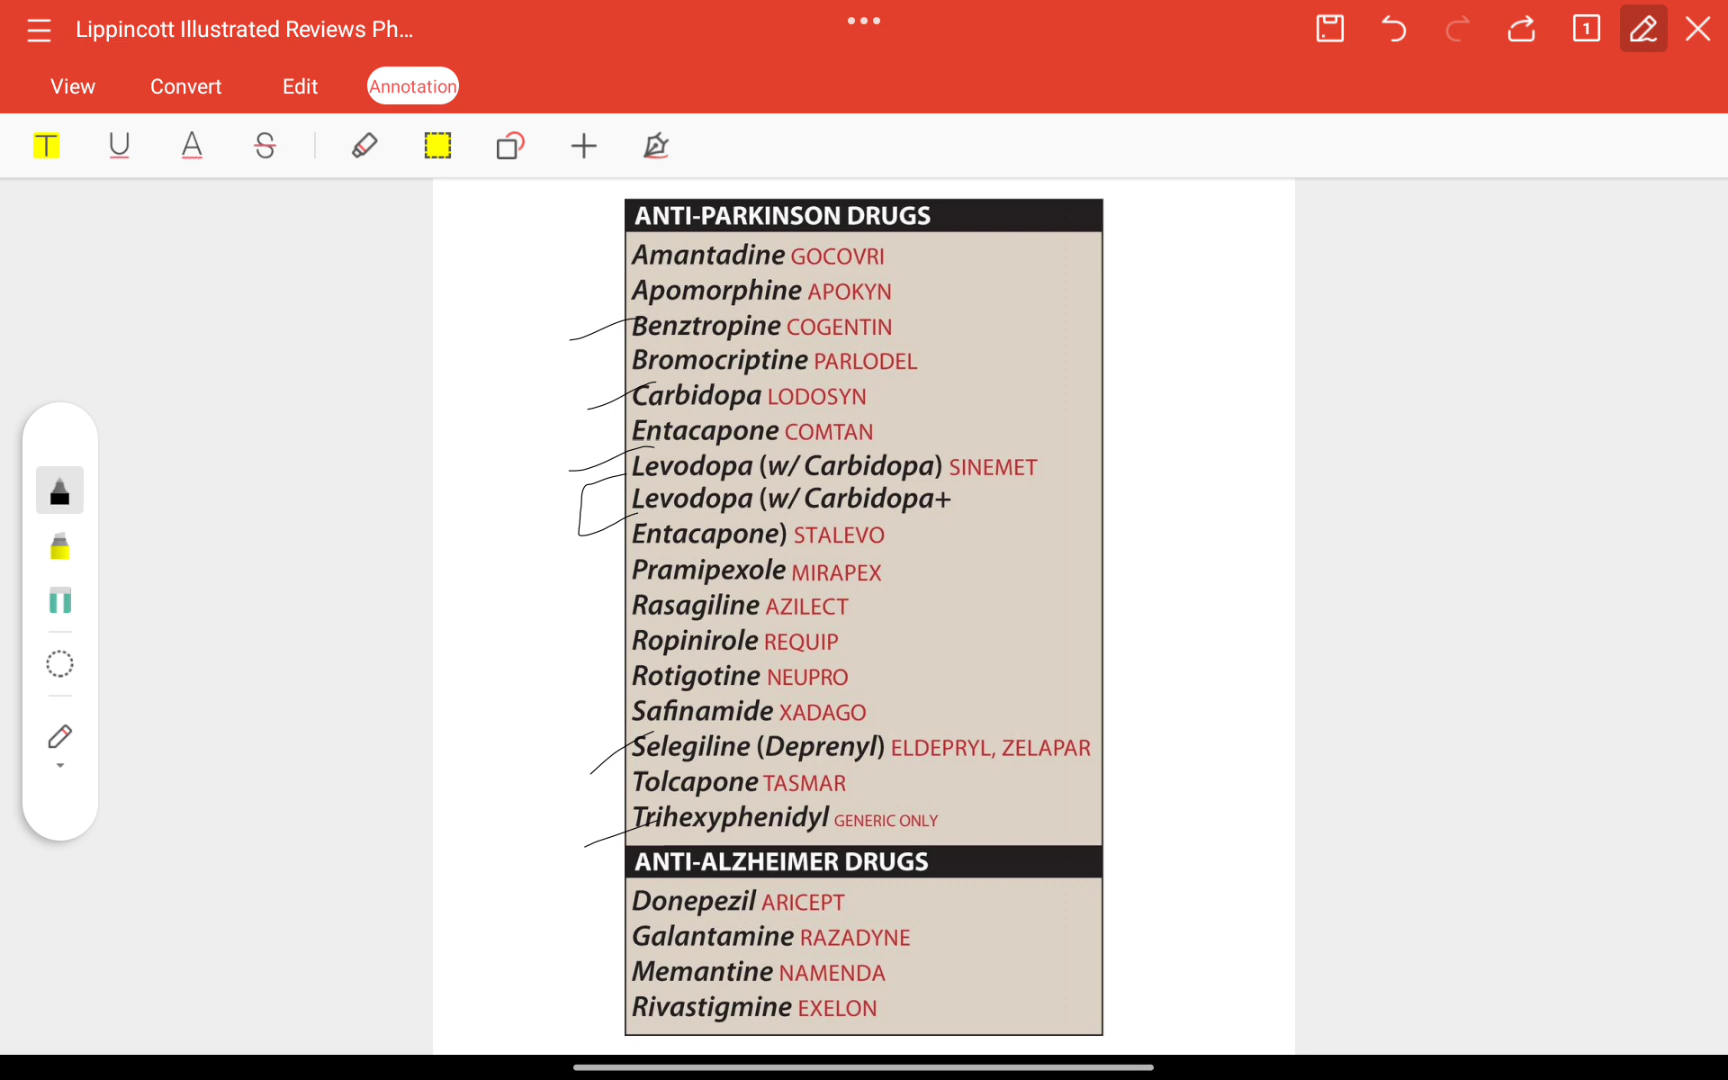 Lippincott Illustrated Reviews Ph...
1
View Convert Edit Annotation
T U A S
ANTI-PARKINSON DRUGS
Amantadine GOCOVRI
Apomorphine APOKYN
Benztropine COGENTIN
Bromocriptine PARLODEL
Carbidopa LODOSYN
Entacapone COMTAN
Levodopa (w/ Carbidopa) SINEMET
Levodopa (w/ Carbidopa+
Entacapone) STALEVO
Pramipexole MIRAPEX
Rasagiline AZILECT
Ropinirole REQUIP
Rotigotine NEUPRO
Safinamide XADAGO
Selegiline (Deprenyl) ELDEPRYL, ZELAPAR
Tolcapone TASMAR
Trihexyphenidyl GENERIC ONLY
ANTI-ALZHEIMER DRUGS
Donepezil ARICEPT
Galantamine RAZADYNE
Memantine NAMENDA
Rivastigmine EXELON